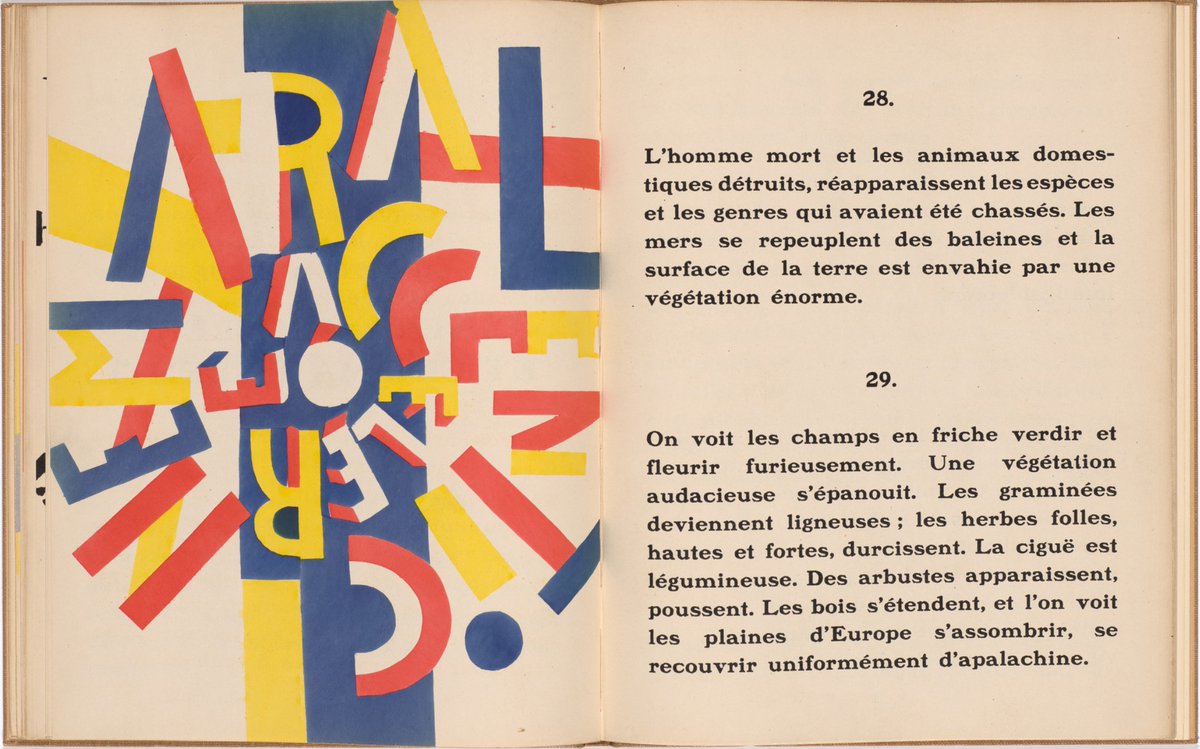 CINEMA RALENTI
ACCÉLÉRÉ
28.
L'homme mort et les animaux domes-
tiques détruits, réapparaissent les espèces
et les genres qui avaient été chassés. Les
mers se repeuplent des baleines et la
surface de la terre est envahie par une
végétation énorme.
29.
On voit les champs en friche verdir et
fleurir furieusement. Une végétation
audacieuse s'épanouit. Les graminées
deviennent ligneuses ; les herbes folles,
hautes et fortes, durcissent. La ciguë est
légumineuse. Des arbustes apparaissent,
poussent. Les bois s'étendent, et l'on voit
les plaines d'Europe s'assombrir, se
recouvrir uniformément d'apalachine.